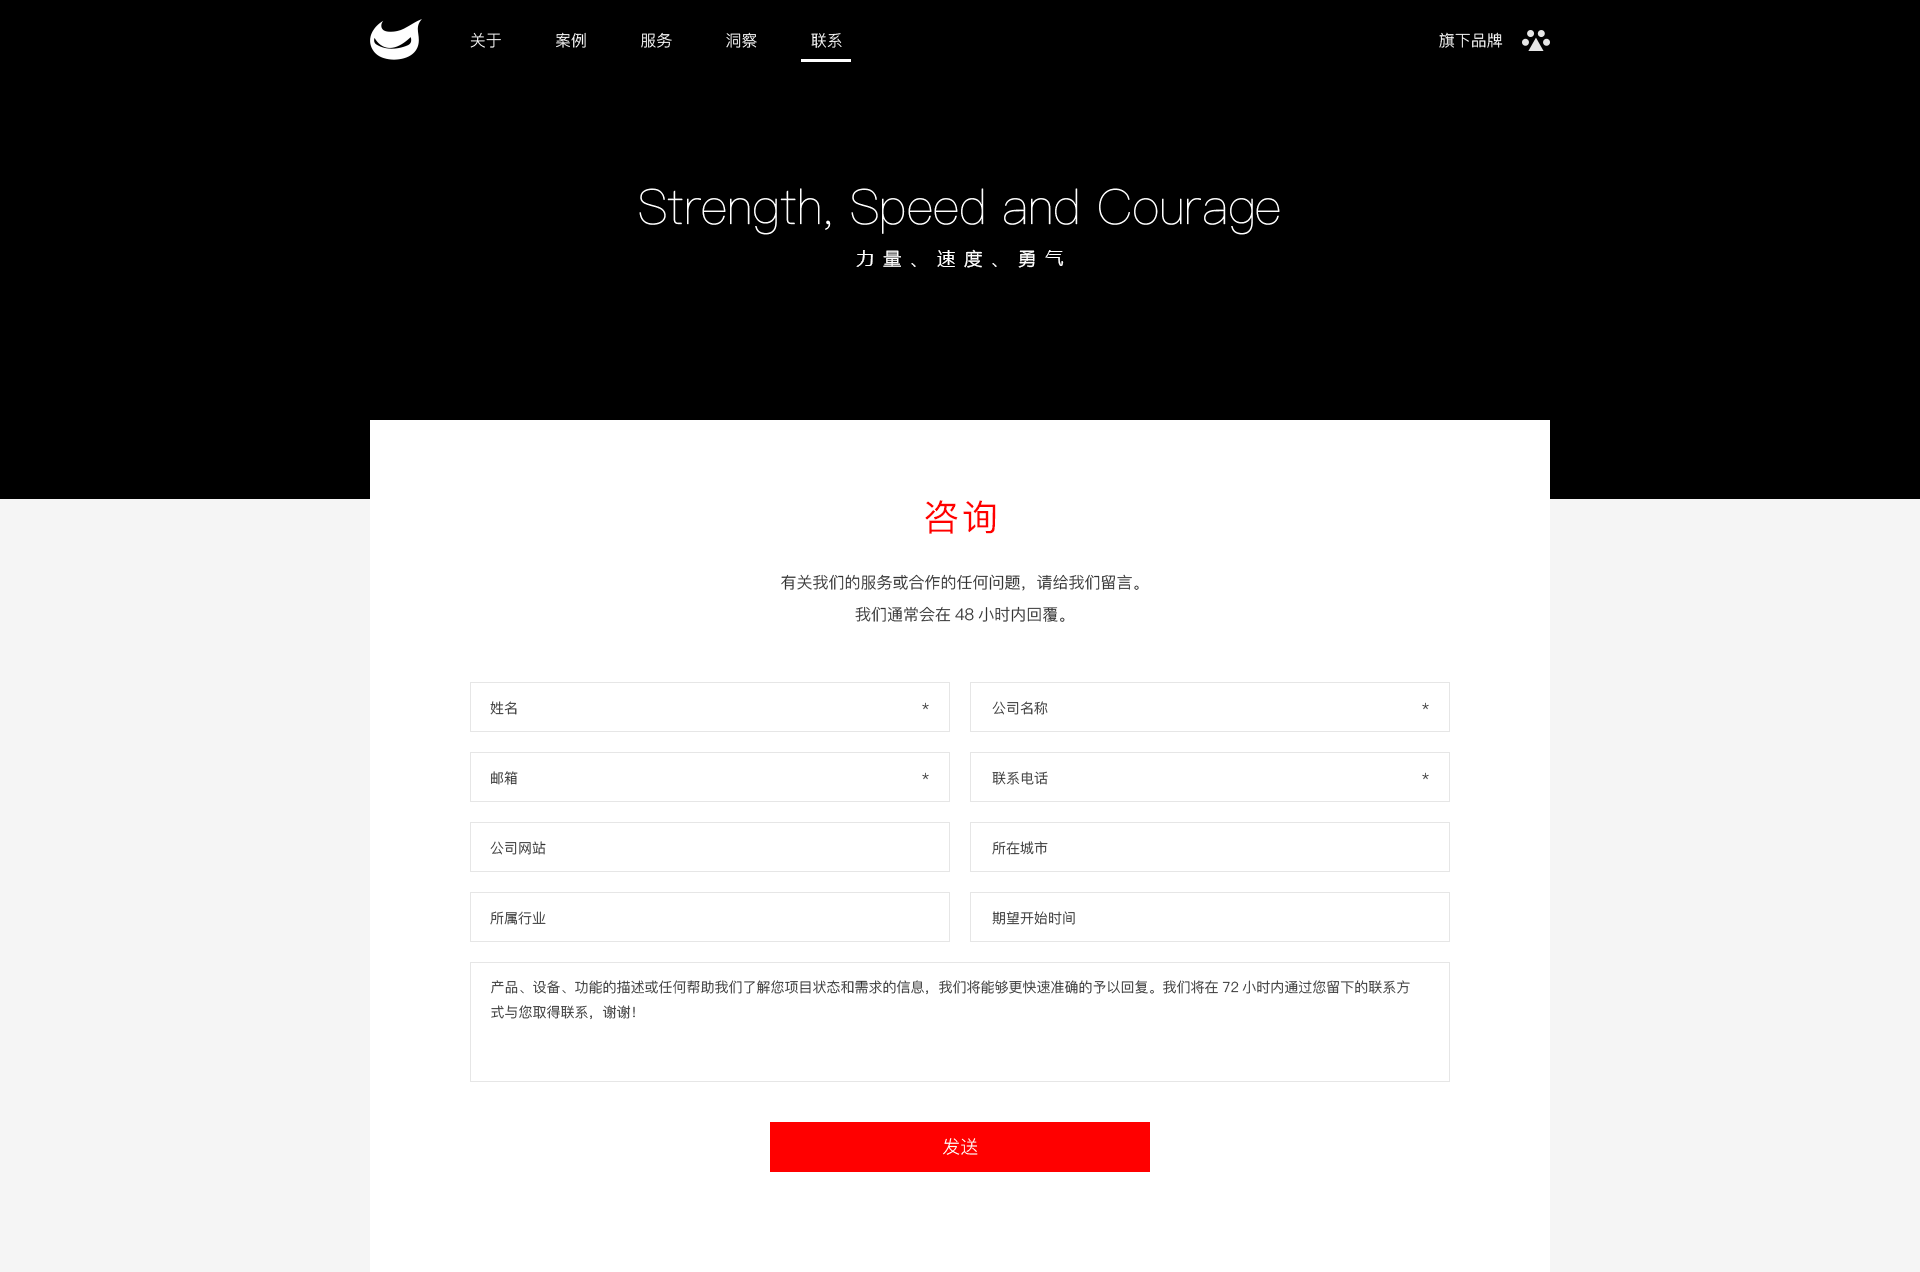 关于
案例
服务
洞察
联系
旗下品牌
Strength, Speed and Courage
力量、速度、勇气
咨询
有关我们的服务或合作的任何问题，请给我们留言。
我们通常会在 48 小时内回覆。
姓名 *
公司名称 *
邮箱 *
联系电话 *
公司网站
所在城市
所属行业
期望开始时间
产品、设备、功能的描述或任何帮助我们了解您项目状态和需求的信息，我们将能够更快速准确的予以回复。我们将在 72 小时内通过您留下的联系方
式与您取得联系，谢谢！
发送